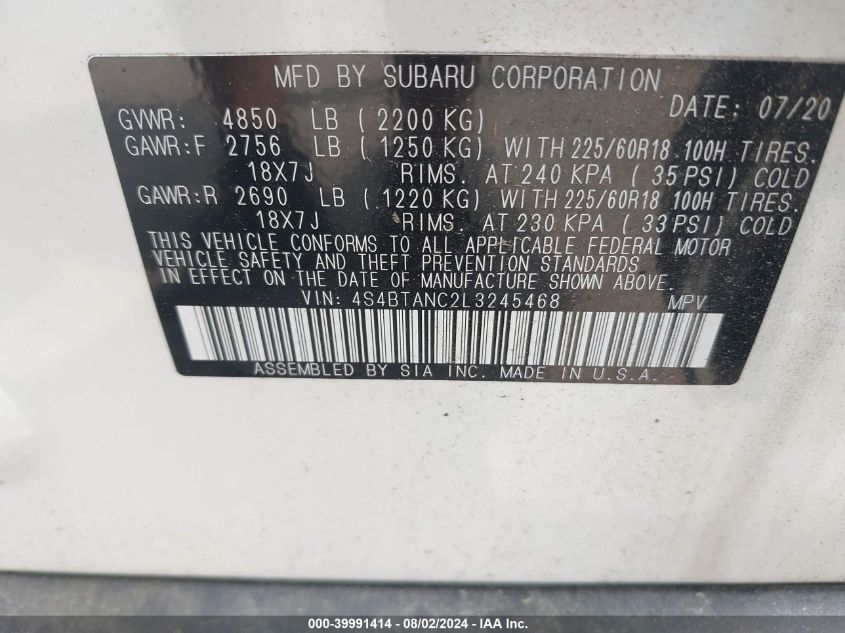 MFD BY SUBARU CORPORATION
DATE: 07/20
GVWR: 4850 LB ( 2200 KG)
GAWR:F 2756 LB ( 1250 KG) WITH 225/60R18 100H TIRES.
18X7J RIMS. AT 240 KPA ( 35 PSI) COLD
GAWR:R 2690 LB ( 1220 KG) WITH 225/60R18 100H TIRES.
18X7J RIMS. AT 230 KPA ( 33 PSI) COLD
THIS VEHICLE CONFORMS TO ALL APPLICABLE FEDERAL MOTOR
VEHICLE SAFETY AND THEFT PREVENTION STANDARDS
IN EFFECT ON THE DATE OF MANUFACTURE SHOWN ABOVE.
VIN: 4S4BTANC2L3245468 MPV
ASSEMBLED BY SIA INC. MADE IN U.S.A.
000-39991414 - 08/02/2024 - IAA Inc.